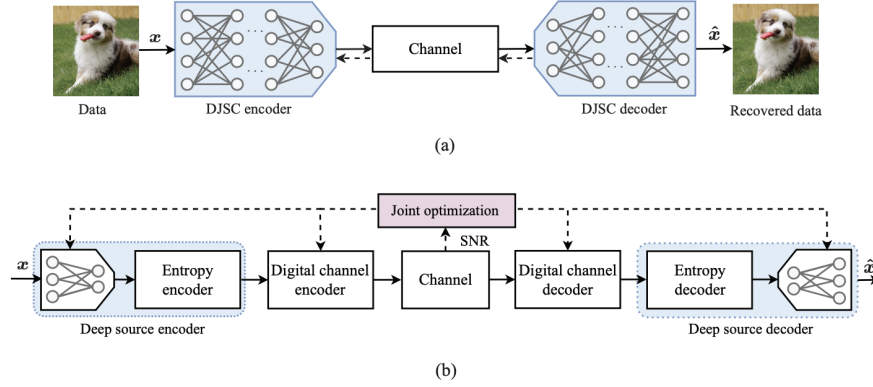 x
Channel
x̂
Data
DJSC encoder
DJSC decoder
Recovered data
(a)
Joint optimization
SNR
x
Entropy
encoder
Digital channel
encoder
Channel
Digital channel
decoder
Entropy
decoder
x̂
Deep source encoder
Deep source decoder
(b)